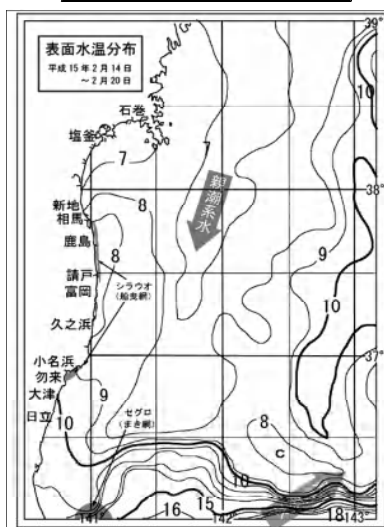 表面水温分布
平成15年2月14日
～2月20日
39°
10
石巻
塩釜
7
7
38°
8
新地
相馬
親潮系水
鹿島
8
9
請戸
シラウオ
(船曳網)
富岡
10
久之浜
37°
小名浜
勿来
大津
9
8
日立
10
セグロ
(まき網)
C
10
15
16
18
141°
142°
143°